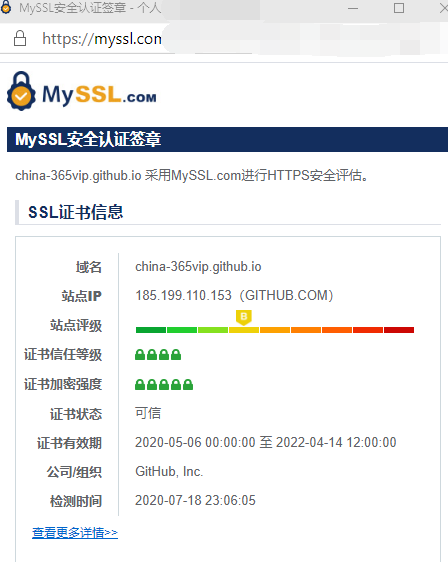 MySSL安全认证签章 - 个人
https://myssl.com
MySSL.COM
MySSL安全认证签章
china-365vip.github.io 采用MySSL.com进行HTTPS安全评估。
SSL证书信息
域名 china-365vip.github.io
站点IP 185.199.110.153（GITHUB.COM）
站点评级 B
证书信任等级
证书加密强度
证书状态 可信
证书有效期 2020-05-06 00:00:00 至 2022-04-14 12:00:00
公司/组织 GitHub, Inc.
检测时间 2020-07-18 23:06:05
查看更多详情>>